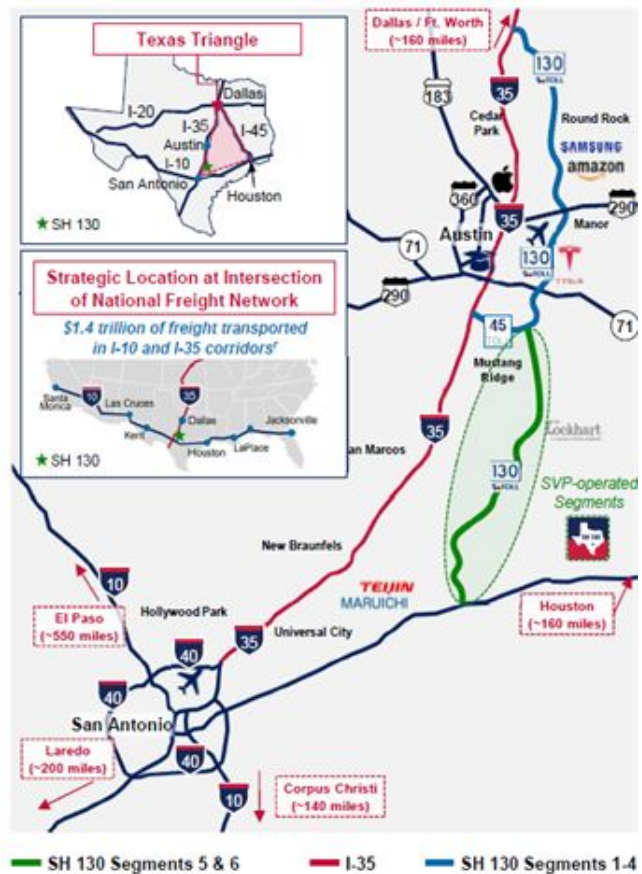 Texas Triangle
Dallas
I-20
I-35
I-45
Austin
I-10
San Antonio
Houston
SH 130
Strategic Location at Intersection
of National Freight Network
$1.4 trillion of freight transported
in I-10 and I-35 corridors
10
35
Santa
Monica
Las Cruces
Dallas
Jacksonville
Kent
Houston
LaPlace
SH 130
Dallas / Ft. Worth
(~160 miles)
130
TOLL
183
35
Cedar
Park
Round Rock
SAMSUNG
amazon
360
290
35
Manor
Austin
71
130
TOLL
TESLA
290
71
45
TOLL
Mustang
Ridge
an Marcos
35
Lockhart
130
TOLL
SVP-operated
Segments
New Braunfels
TEIJIN
MARUICHI
10
El Paso
(~550 miles)
Hollywood Park
Universal City
Houston
(~160 miles)
35
40
40
San Antonio
Laredo
(~200 miles)
40
10
Corpus Christi
(~140 miles)
SH 130 Segments 5 & 6
I-35
SH 130 Segments 1-4